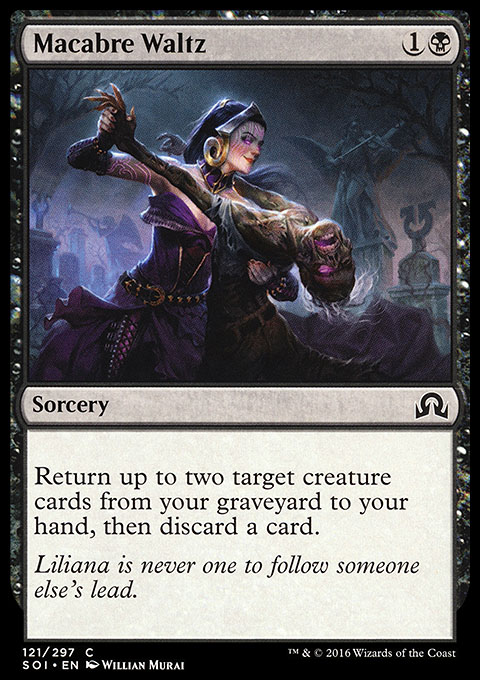 Macabre Waltz 1
Sorcery
Return up to two target creature
cards from your graveyard to your
hand, then discard a card.
Liliana is never one to follow someone
else's lead.
121/297 C
SOI • EN Willian Murai
™ & © 2016 Wizards of the Coast